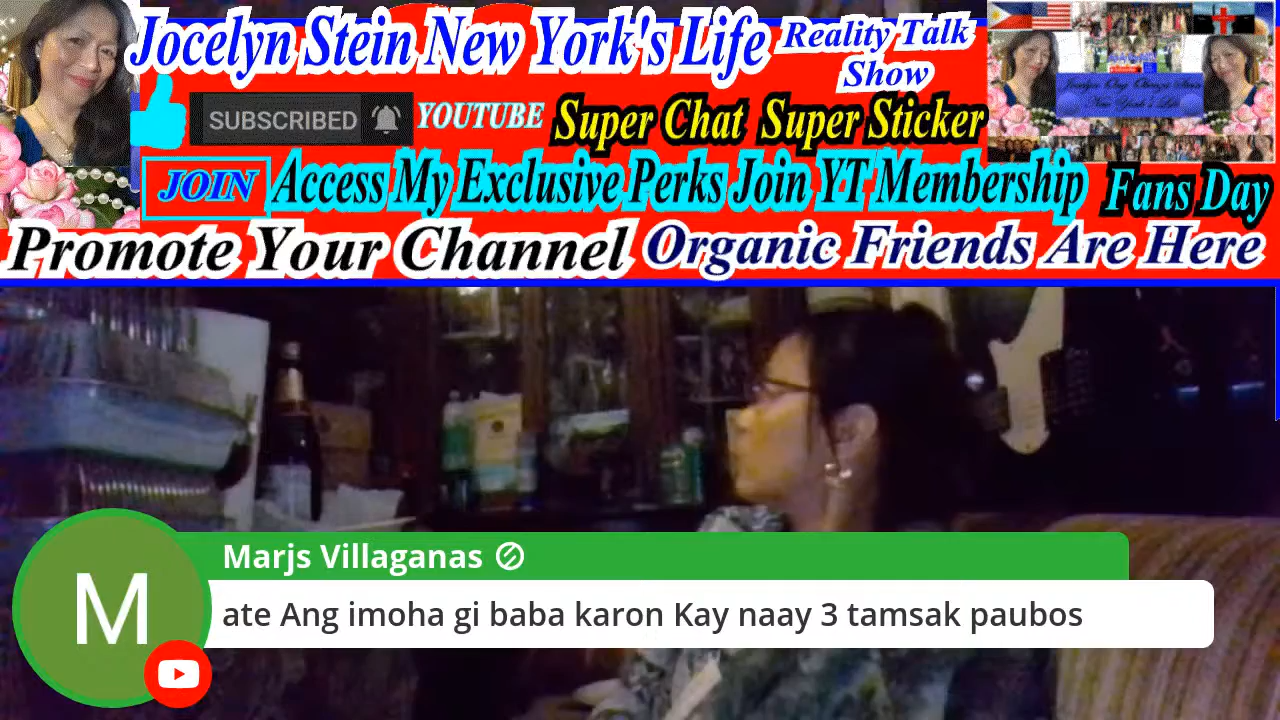 Jocelyn Stein New York's Life
Reality Talk
Show
SUBSCRIBED
YOUTUBE
Super Chat Super Sticker
JOIN
Access My Exclusive Perks Join YT Membership
Fans Day
Promote Your Channel
Organic Friends Are Here
Marjs Villaganas
M
ate Ang imoha gi baba karon Kay naay 3 tamsak paubos